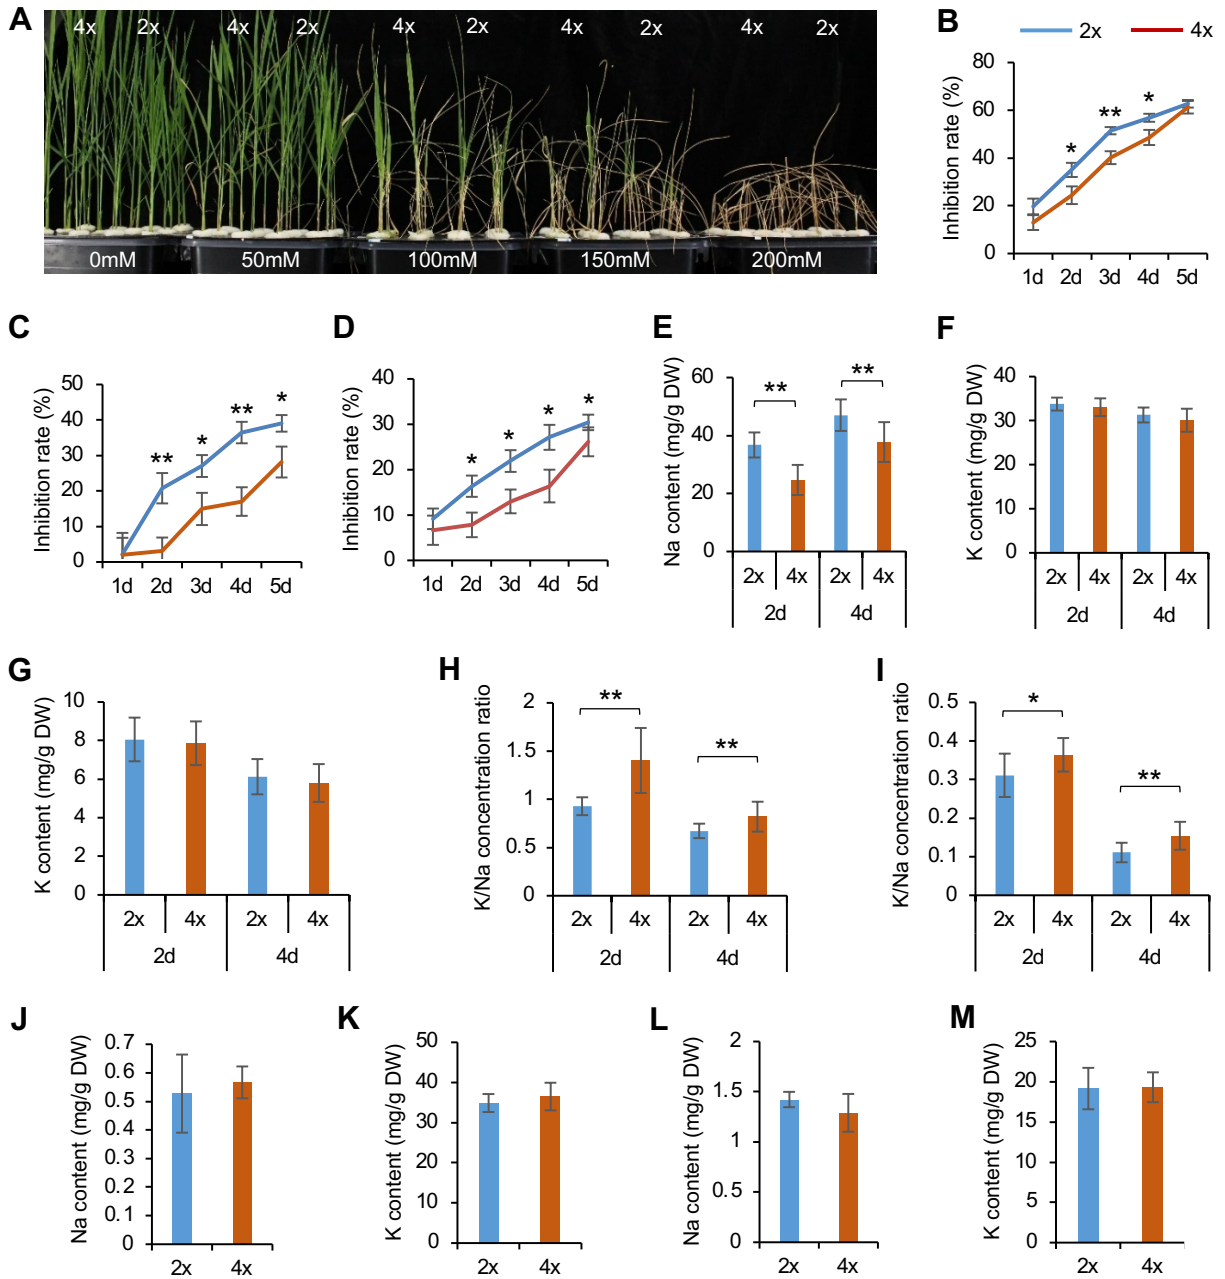 A
4x 2x 4x 2x 4x 2x 4x 2x 4x 2x
0mM 50mM 100mM 150mM 200mM
B
2x 4x
Inhibition rate (%)
80
60
40
20
0
* ** *
1d 2d 3d 4d 5d
C
Inhibition rate (%)
50
40
30
20
10
0
** * ** *
1d 2d 3d 4d 5d
D
Inhibition rate (%)
40
30
20
10
0
* * * *
1d 2d 3d 4d 5d
E
Na content (mg/g DW)
60
40
20
0
** **
2x 4x 2x 4x
2d 4d
F
K content (mg/g DW)
40
30
20
10
0
2x 4x 2x 4x
2d 4d
G
K content (mg/g DW)
10
8
6
4
2
0
2x 4x 2x 4x
2d 4d
H
K/Na concentration ratio
2
1.5
1
0.5
0
** **
2x 4x 2x 4x
2d 4d
I
K/Na concentration ratio
0.5
0.4
0.3
0.2
0.1
0
* **
2x 4x 2x 4x
2d 4d
J
Na content (mg/g DW)
0.7
0.6
0.5
0.4
0.3
0.2
0.1
0
2x 4x
K
K content (mg/g DW)
50
40
30
20
10
0
2x 4x
L
Na content (mg/g DW)
2
1.5
1
0.5
0
2x 4x
M
K content (mg/g DW)
25
20
15
10
5
0
2x 4x